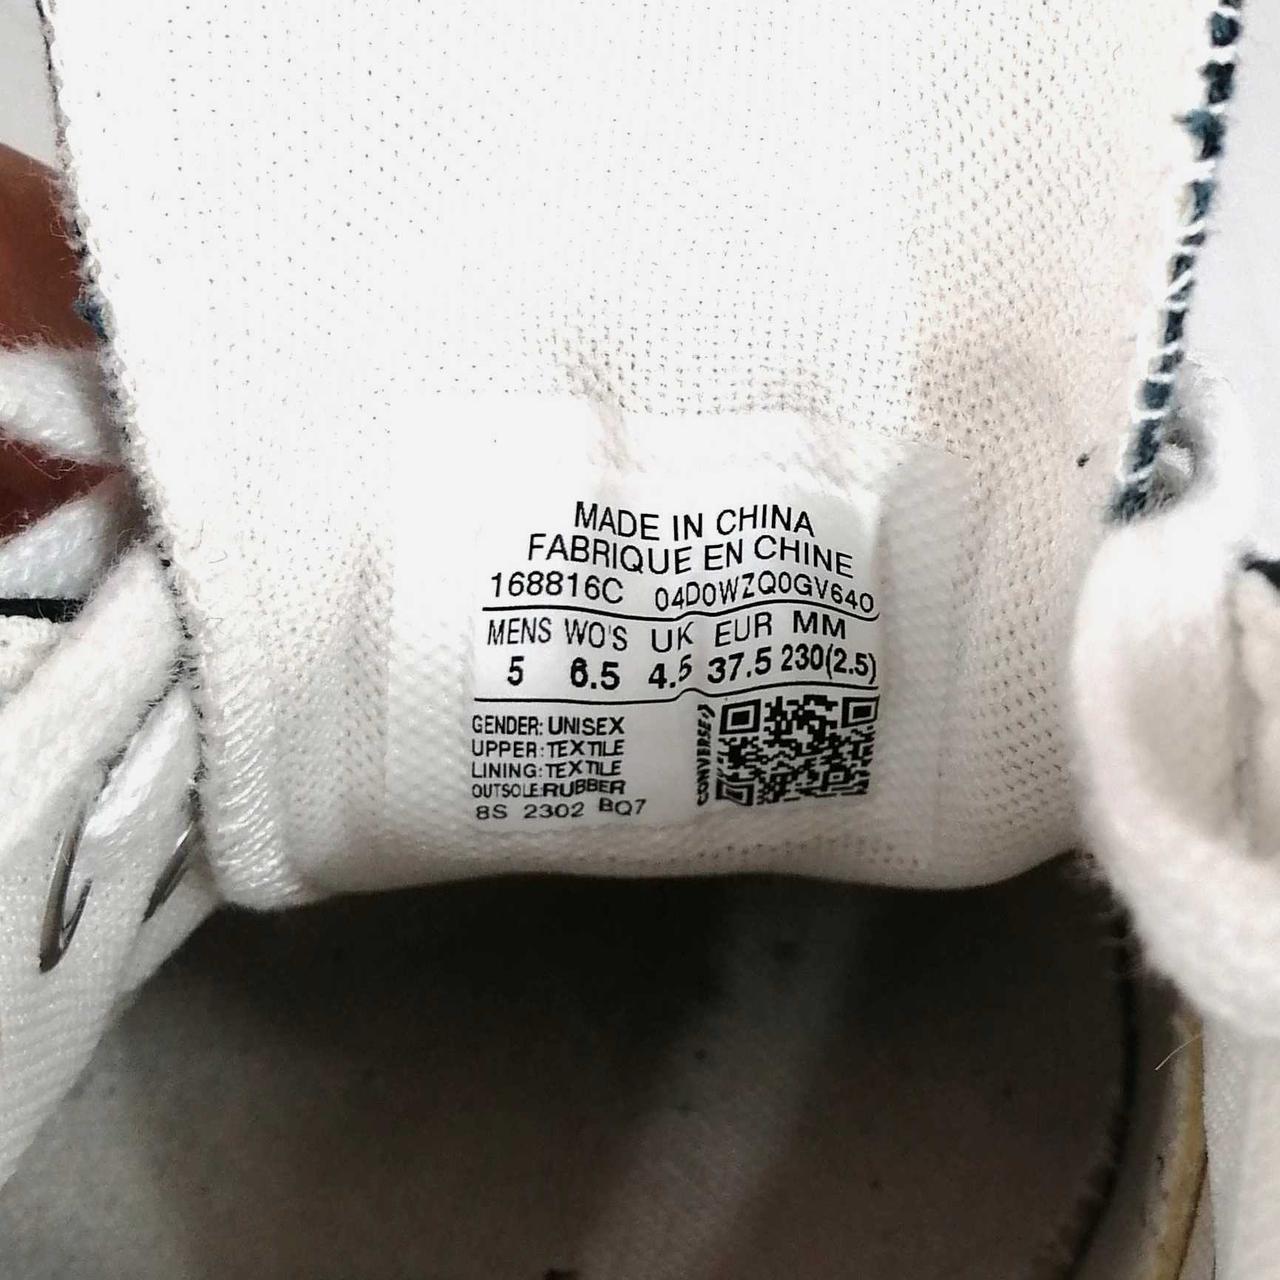 MADE IN CHINA
FABRIQUE EN CHINE
168816C 04D0WZQ0GV640
MENS WO'S UK EUR MM
5 6.5 4.5 37.5 230(2.5)
GENDER: UNISEX
UPPER: TEXTILE
LINING: TEXTILE
OUTSOLE: RUBBER
8S 2302 BQ7
CONVERSE